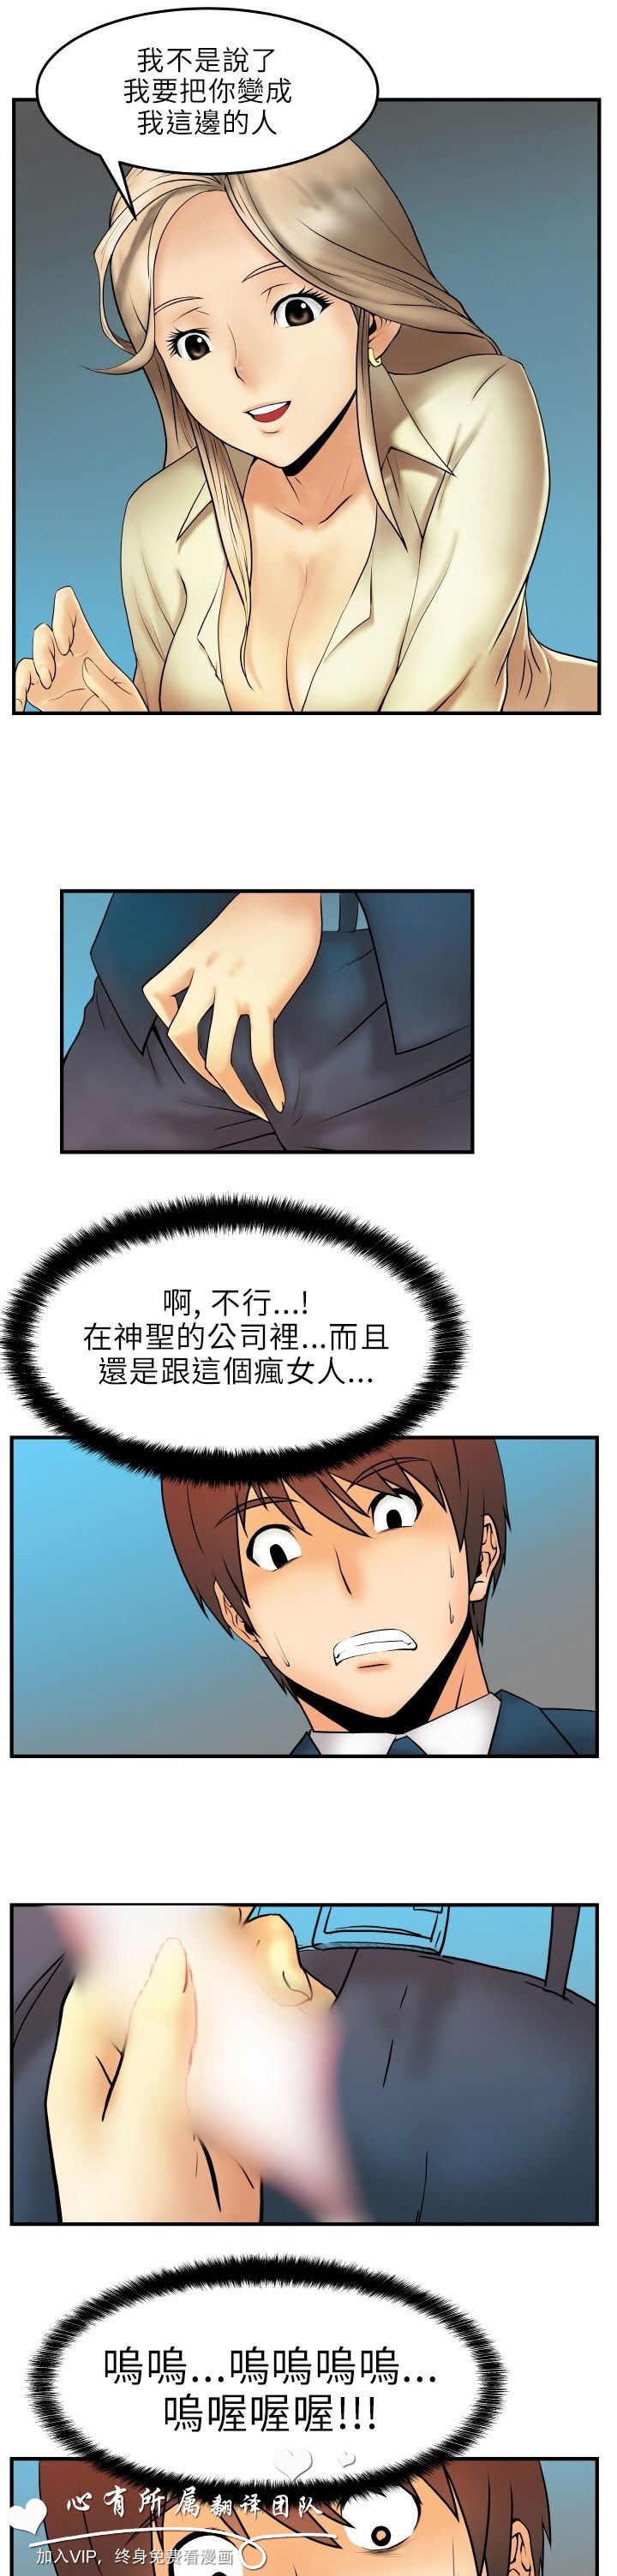 我不是說了
我要把你變成
我這邊的人
啊, 不行...!
在神聖的公司裡...而且
還是跟這個瘋女人...
嗚嗚...嗚嗚嗚嗚...
嗚喔喔喔!!!
心有所属翻译团队
加入VIP，终身免费看漫画